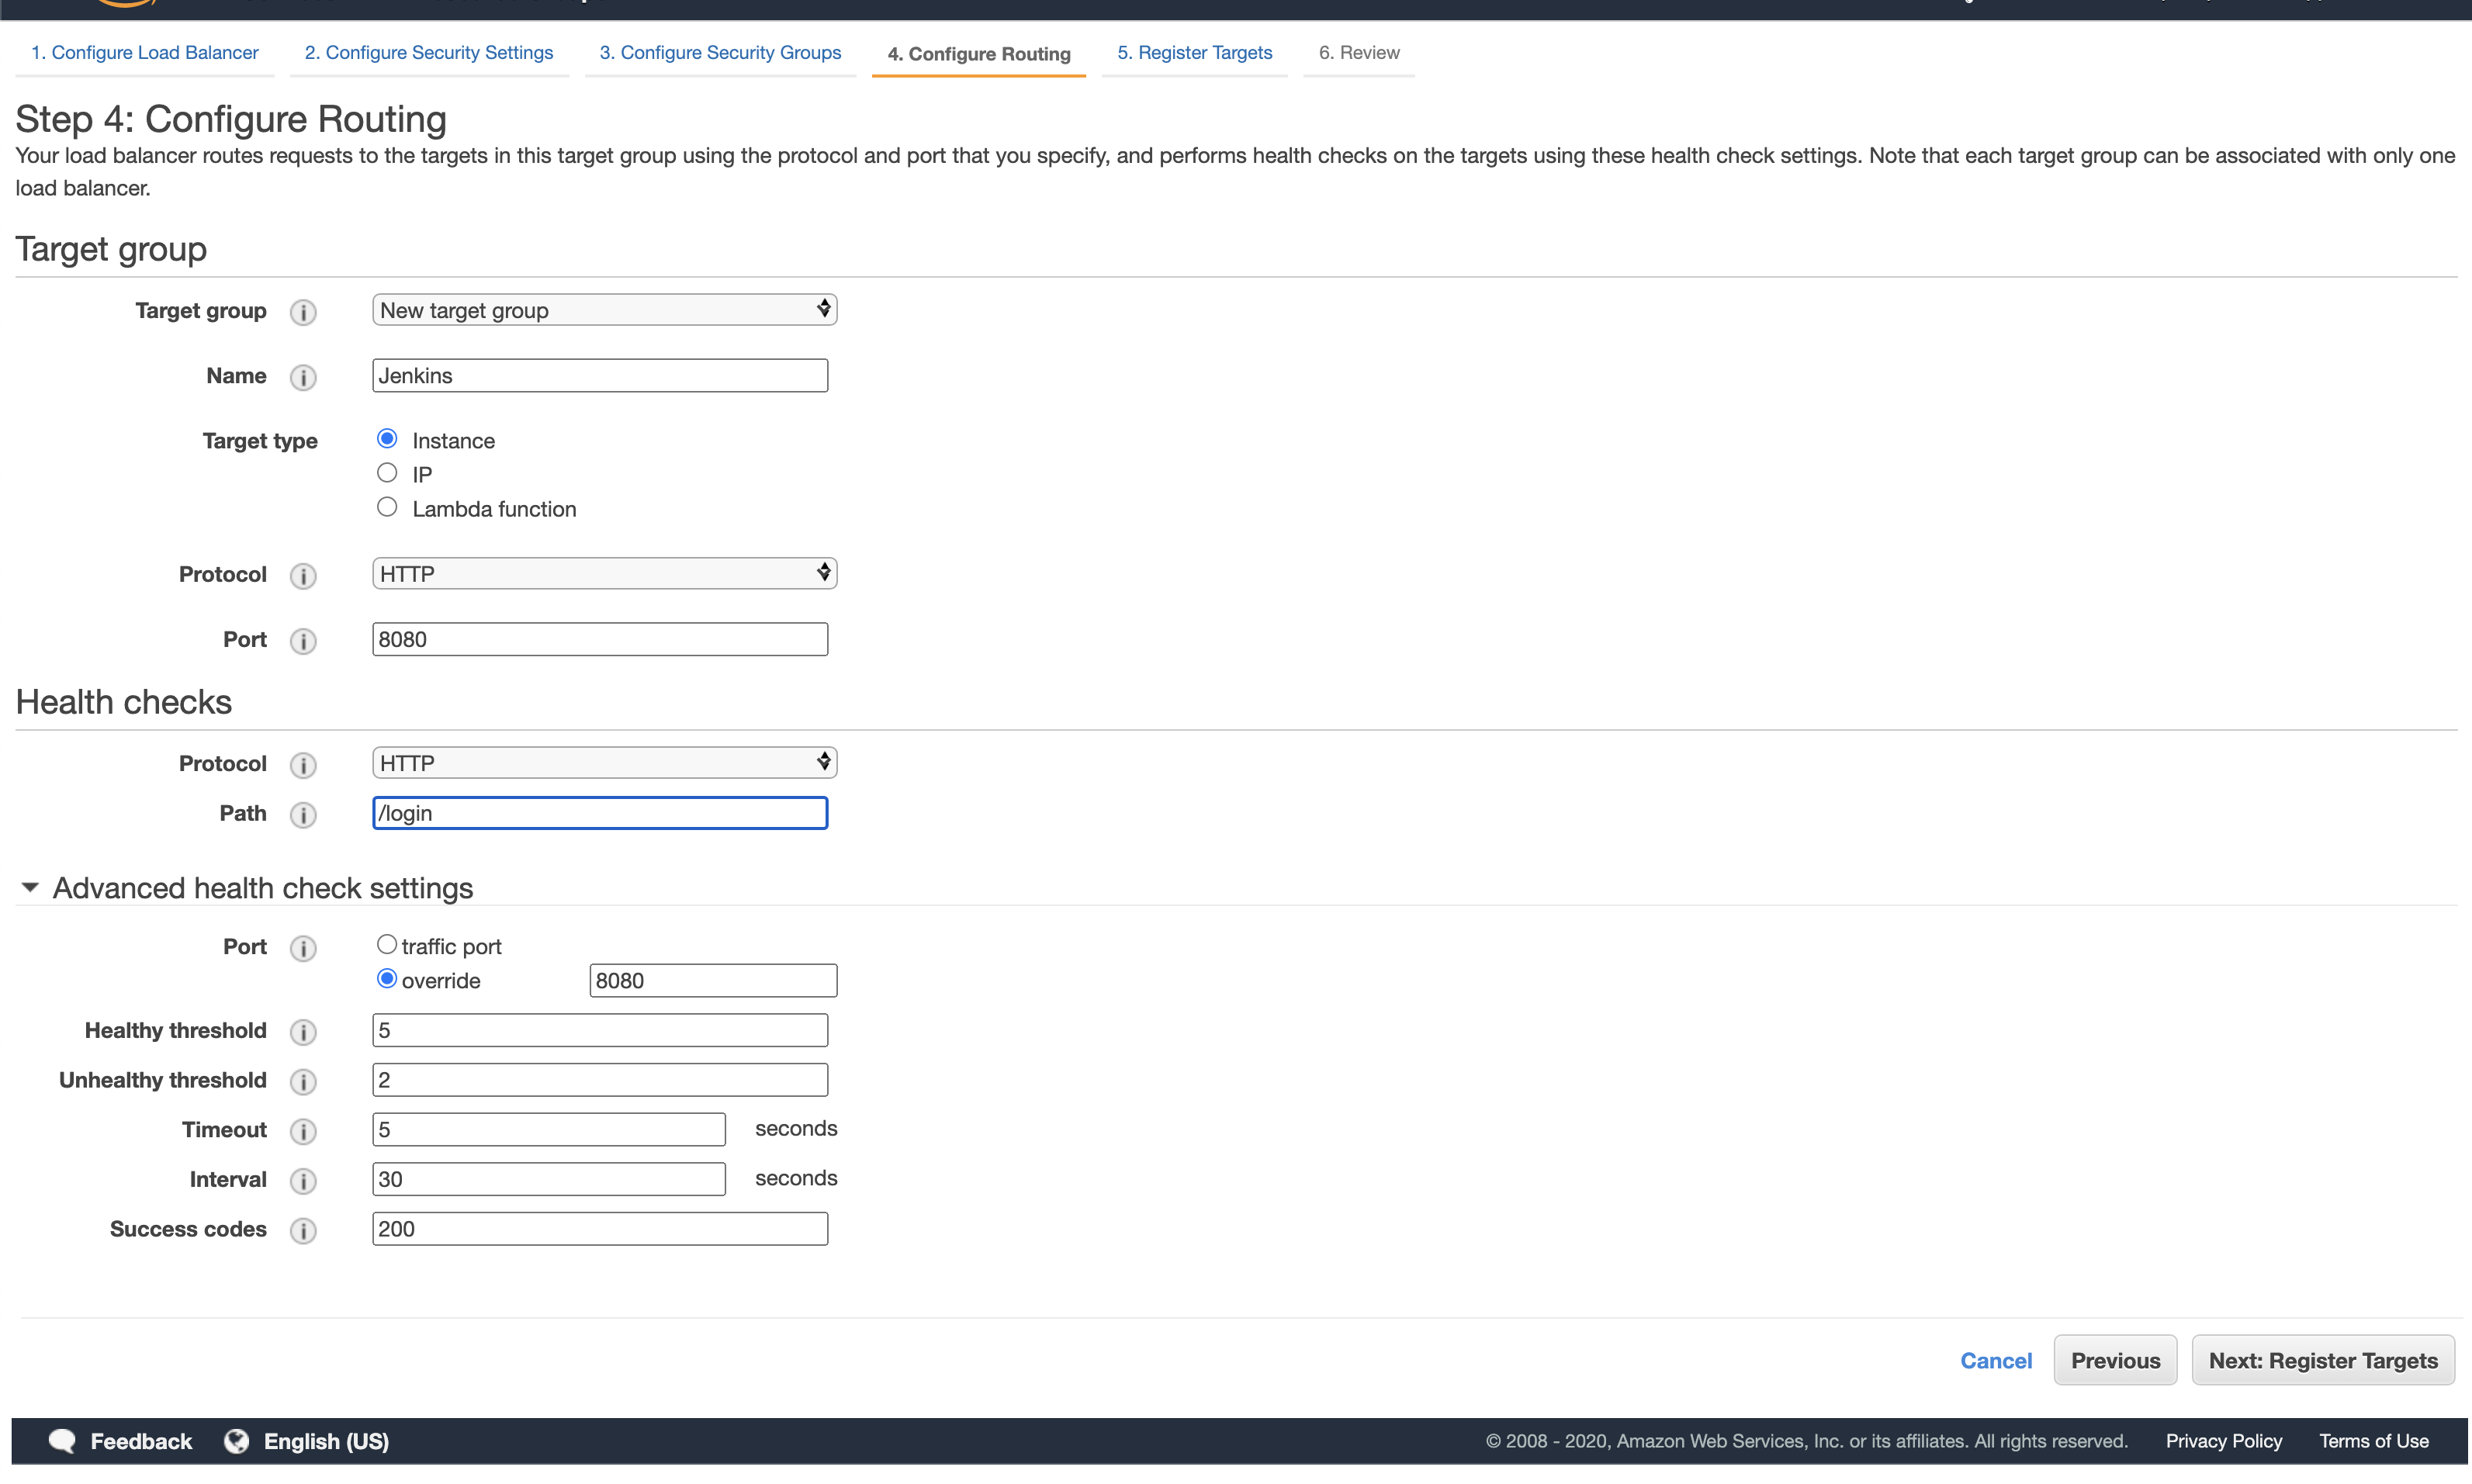 1. Configure Load Balancer 2. Configure Security Settings 3. Configure Security Groups 4. Configure Routing 5. Register Targets 6. Review
Step 4: Configure Routing
Your load balancer routes requests to the targets in this target group using the protocol and port that you specify, and performs health checks on the targets using these health check settings. Note that each target group can be associated with only one
load balancer.
Target group
Target group i New target group
Name i Jenkins
Target type Instance
IP
Lambda function
Protocol i HTTP
Port i 8080
Health checks
Protocol i HTTP
Path i /login
Advanced health check settings
Port i traffic port
override 8080
Healthy threshold i 5
Unhealthy threshold i 2
Timeout i 5 seconds
Interval i 30 seconds
Success codes i 200
Cancel Previous Next: Register Targets
Feedback English (US) © 2008 - 2020, Amazon Web Services, Inc. or its affiliates. All rights reserved. Privacy Policy Terms of Use